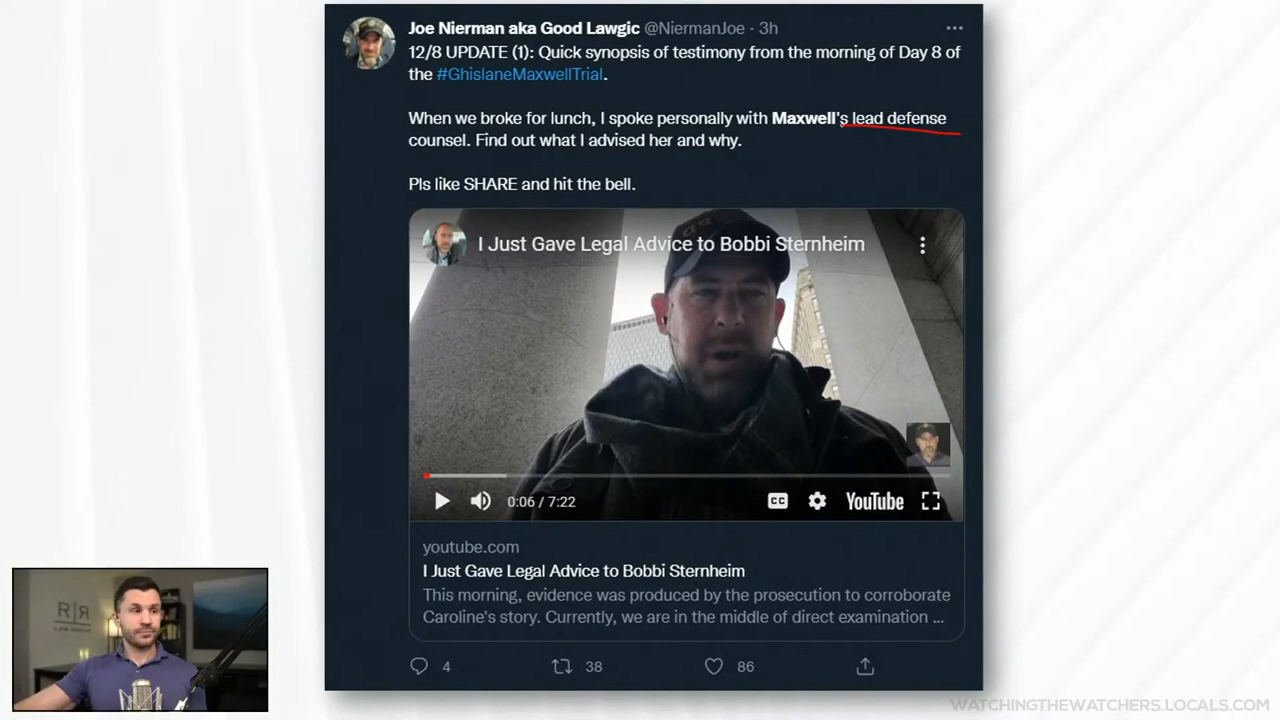 Joe Nierman aka Good Lawgic @NiermanJoe · 3h
12/8 UPDATE (1): Quick synopsis of testimony from the morning of Day 8 of
the #GhislaneMaxwellTrial.
When we broke for lunch, I spoke personally with Maxwell's lead defense
counsel. Find out what I advised her and why.
Pls like SHARE and hit the bell.
I Just Gave Legal Advice to Bobbi Sternheim
0:06 / 7:22
CC
YouTube
youtube.com
I Just Gave Legal Advice to Bobbi Sternheim
This morning, evidence was produced by the prosecution to corroborate
Caroline's story. Currently, we are in the middle of direct examination ...
4 38 86
R|R
LAW GROUP
WATCHINGTHEWATCHERS.LOCALS.COM